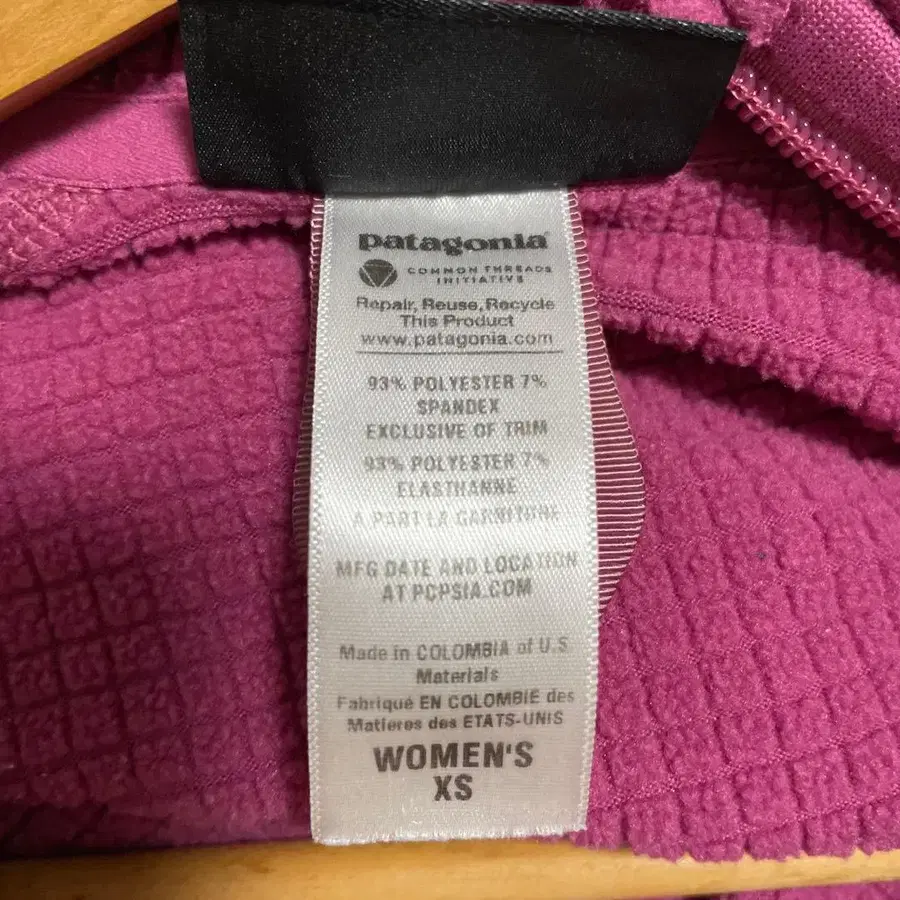 patagonia
COMMON THREADS
INITIATIVE
Repair, Reuse, Recycle
This Product
www.patagonia.com
93% POLYESTER 7%
SPANDEX
EXCLUSIVE OF TRIM
93% POLYESTER 7%
ELASTHANNE
A PART LA GARNITURE
MFG DATE AND LOCATION
AT PCPSIA.COM
Made in COLOMBIA of U.S
Materials
Fabriqué EN COLOMBIE des
Matieres des ETATS-UNIS
WOMEN'S
XS